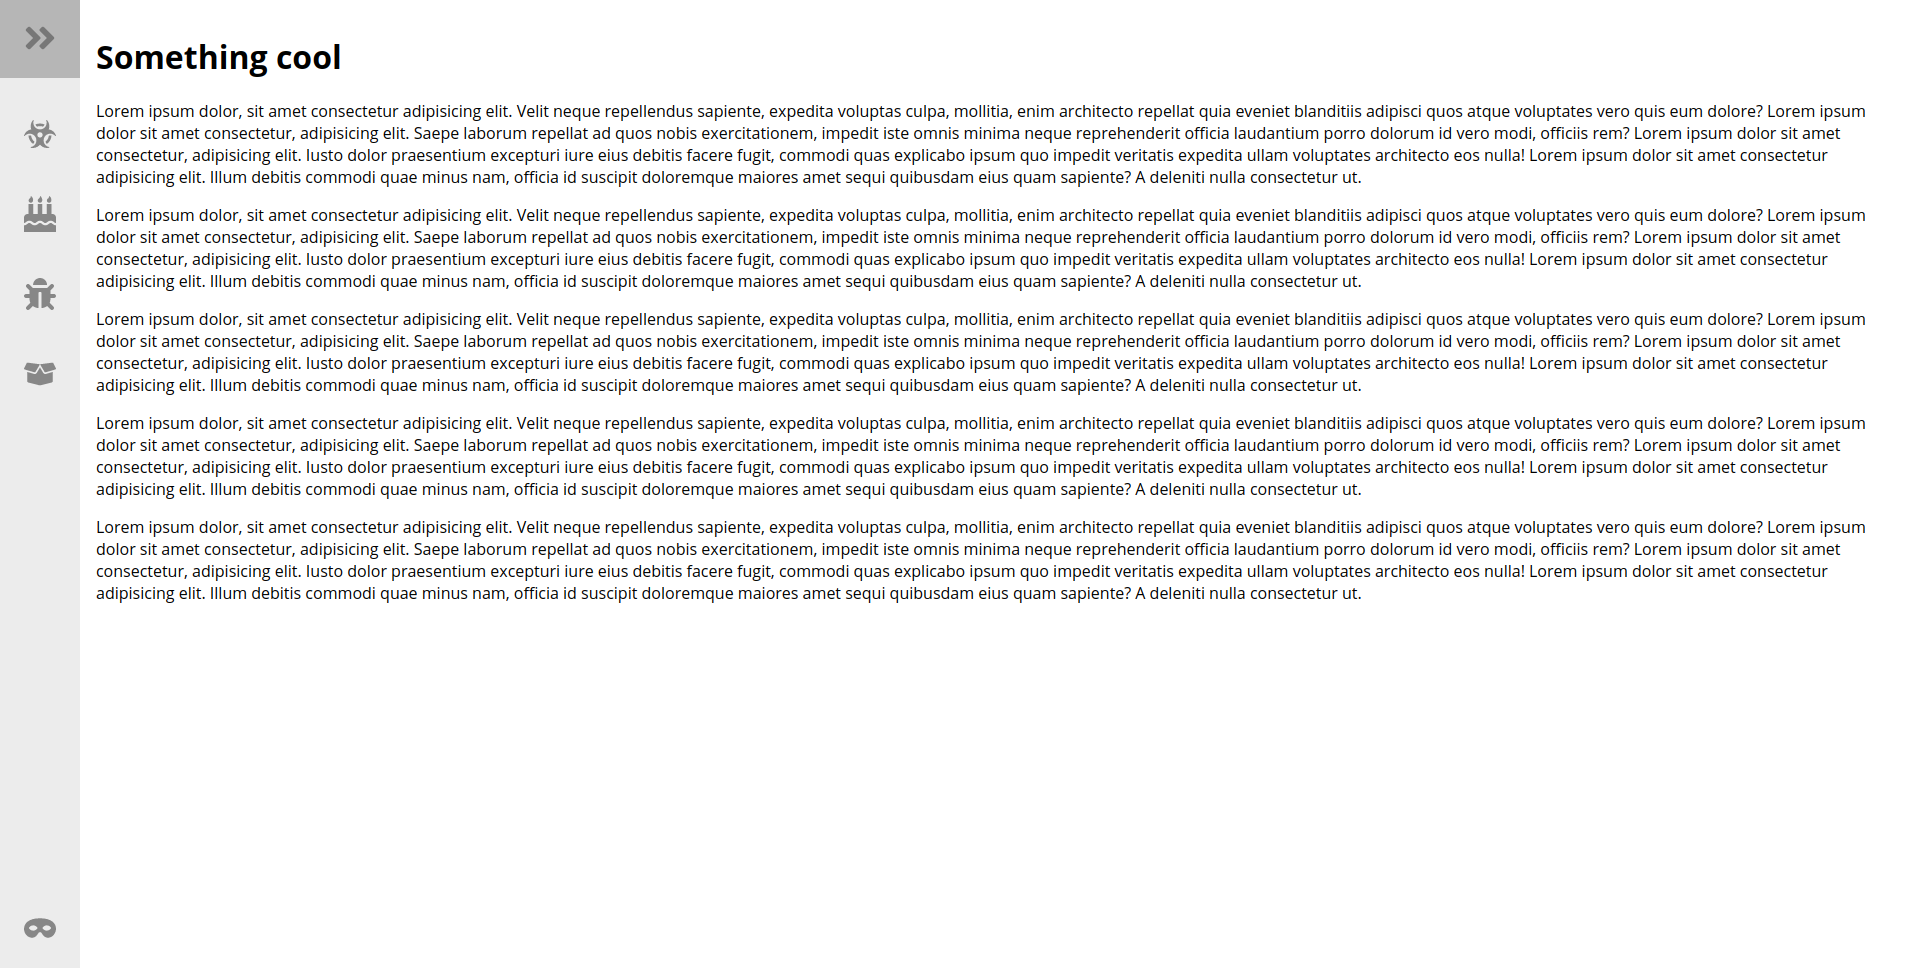 Something cool
Lorem ipsum dolor, sit amet consectetur adipisicing elit. Velit neque repellendus sapiente, expedita voluptas culpa, mollitia, enim architecto repellat quia eveniet blanditiis adipisci quos atque voluptates vero quis eum dolore? Lorem ipsum
dolor sit amet consectetur, adipisicing elit. Saepe laborum repellat ad quos nobis exercitationem, impedit iste omnis minima neque reprehenderit officia laudantium porro dolorum id vero modi, officiis rem? Lorem ipsum dolor sit amet
consectetur, adipisicing elit. Iusto dolor praesentium excepturi iure eius debitis facere fugit, commodi quas explicabo ipsum quo impedit veritatis expedita ullam voluptates architecto eos nulla! Lorem ipsum dolor sit amet consectetur
adipisicing elit. Illum debitis commodi quae minus nam, officia id suscipit doloremque maiores amet sequi quibusdam eius quam sapiente? A deleniti nulla consectetur ut.
Lorem ipsum dolor, sit amet consectetur adipisicing elit. Velit neque repellendus sapiente, expedita voluptas culpa, mollitia, enim architecto repellat quia eveniet blanditiis adipisci quos atque voluptates vero quis eum dolore? Lorem ipsum
dolor sit amet consectetur, adipisicing elit. Saepe laborum repellat ad quos nobis exercitationem, impedit iste omnis minima neque reprehenderit officia laudantium porro dolorum id vero modi, officiis rem? Lorem ipsum dolor sit amet
consectetur, adipisicing elit. Iusto dolor praesentium excepturi iure eius debitis facere fugit, commodi quas explicabo ipsum quo impedit veritatis expedita ullam voluptates architecto eos nulla! Lorem ipsum dolor sit amet consectetur
adipisicing elit. Illum debitis commodi quae minus nam, officia id suscipit doloremque maiores amet sequi quibusdam eius quam sapiente? A deleniti nulla consectetur ut.
Lorem ipsum dolor, sit amet consectetur adipisicing elit. Velit neque repellendus sapiente, expedita voluptas culpa, mollitia, enim architecto repellat quia eveniet blanditiis adipisci quos atque voluptates vero quis eum dolore? Lorem ipsum
dolor sit amet consectetur, adipisicing elit. Saepe laborum repellat ad quos nobis exercitationem, impedit iste omnis minima neque reprehenderit officia laudantium porro dolorum id vero modi, officiis rem? Lorem ipsum dolor sit amet
consectetur, adipisicing elit. Iusto dolor praesentium excepturi iure eius debitis facere fugit, commodi quas explicabo ipsum quo impedit veritatis expedita ullam voluptates architecto eos nulla! Lorem ipsum dolor sit amet consectetur
adipisicing elit. Illum debitis commodi quae minus nam, officia id suscipit doloremque maiores amet sequi quibusdam eius quam sapiente? A deleniti nulla consectetur ut.
Lorem ipsum dolor, sit amet consectetur adipisicing elit. Velit neque repellendus sapiente, expedita voluptas culpa, mollitia, enim architecto repellat quia eveniet blanditiis adipisci quos atque voluptates vero quis eum dolore? Lorem ipsum
dolor sit amet consectetur, adipisicing elit. Saepe laborum repellat ad quos nobis exercitationem, impedit iste omnis minima neque reprehenderit officia laudantium porro dolorum id vero modi, officiis rem? Lorem ipsum dolor sit amet
consectetur, adipisicing elit. Iusto dolor praesentium excepturi iure eius debitis facere fugit, commodi quas explicabo ipsum quo impedit veritatis expedita ullam voluptates architecto eos nulla! Lorem ipsum dolor sit amet consectetur
adipisicing elit. Illum debitis commodi quae minus nam, officia id suscipit doloremque maiores amet sequi quibusdam eius quam sapiente? A deleniti nulla consectetur ut.
Lorem ipsum dolor, sit amet consectetur adipisicing elit. Velit neque repellendus sapiente, expedita voluptas culpa, mollitia, enim architecto repellat quia eveniet blanditiis adipisci quos atque voluptates vero quis eum dolore? Lorem ipsum
dolor sit amet consectetur, adipisicing elit. Saepe laborum repellat ad quos nobis exercitationem, impedit iste omnis minima neque reprehenderit officia laudantium porro dolorum id vero modi, officiis rem? Lorem ipsum dolor sit amet
consectetur, adipisicing elit. Iusto dolor praesentium excepturi iure eius debitis facere fugit, commodi quas explicabo ipsum quo impedit veritatis expedita ullam voluptates architecto eos nulla! Lorem ipsum dolor sit amet consectetur
adipisicing elit. Illum debitis commodi quae minus nam, officia id suscipit doloremque maiores amet sequi quibusdam eius quam sapiente? A deleniti nulla consectetur ut.